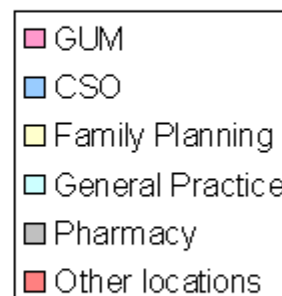 GUM
CSO
Family Planning
General Practice
Pharmacy
Other locations